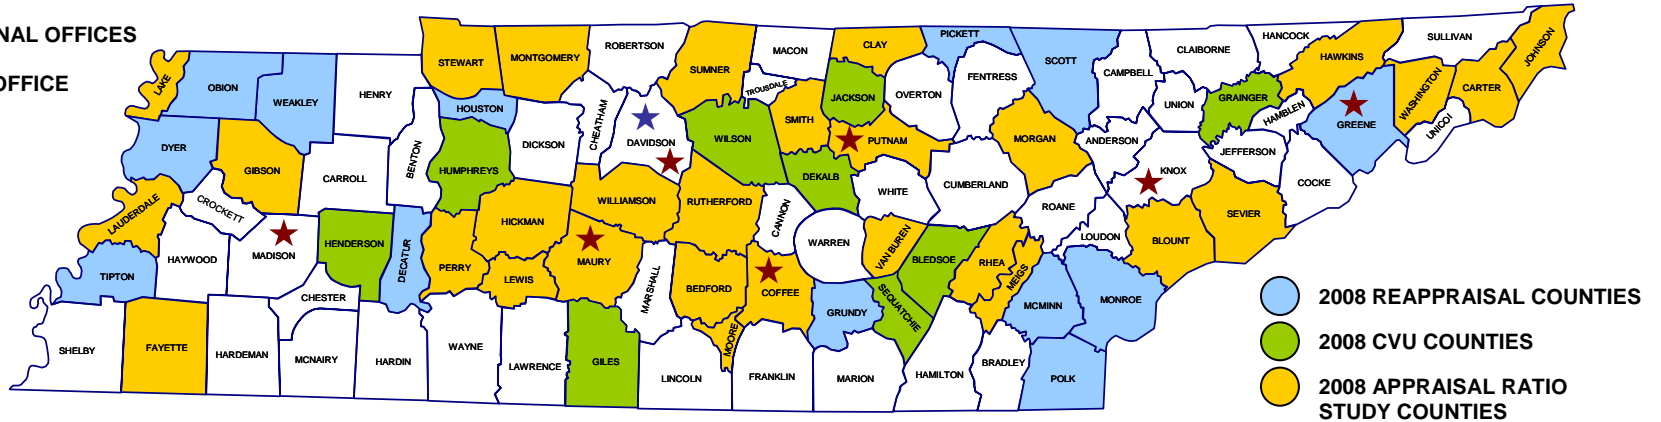 NAL OFFICES
OFFICE
LAKE
OBION
WEAKLEY
HENRY
STEWART
MONTGOMERY
ROBERTSON
SUMNER
MACON
CLAY
PICKETT
SCOTT
CAMPBELL
CLAIBORNE
HANCOCK
HAWKINS
SULLIVAN
JOHNSON
HOUSTON
CHEATHAM
TROUSDALE
JACKSON
OVERTON
FENTRESS
UNION
GRAINGER
HAMBLEN
GREENE
WASHINGTON
CARTER
UNICOI
DYER
GIBSON
CARROLL
BENTON
HUMPHREYS
DICKSON
DAVIDSON
WILSON
SMITH
PUTNAM
MORGAN
ANDERSON
JEFFERSON
LAUDERDALE
CROCKETT
DEKALB
WHITE
CUMBERLAND
KNOX
COCKE
HENDERSON
DECATUR
HICKMAN
WILLIAMSON
RUTHERFORD
CANNON
WARREN
VAN BUREN
ROANE
LOUDON
BLOUNT
SEVIER
TIPTON
HAYWOOD
MADISON
PERRY
LEWIS
MAURY
MARSHALL
BEDFORD
COFFEE
BLEDSOE
RHEA
MEIGS
MCMINN
MONROE
2008 REAPPRAISAL COUNTIES
CHESTER
GRUNDY
SEQUATCHIE
2008 CVU COUNTIES
SHELBY
FAYETTE
HARDEMAN
MCNAIRY
HARDIN
WAYNE
LAWRENCE
GILES
LINCOLN
MOORE
FRANKLIN
MARION
HAMILTON
BRADLEY
POLK
2008 APPRAISAL RATIO
STUDY COUNTIES